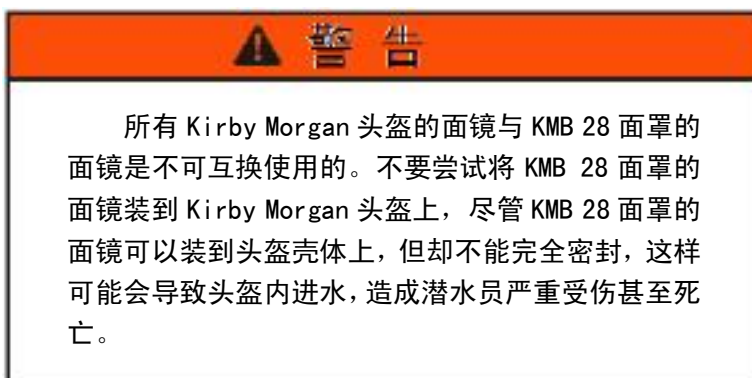 警 告
所有 Kirby Morgan 头盔的面镜与 KMB 28 面罩的
面镜是不可互换使用的。不要尝试将 KMB 28 面罩的
面镜装到 Kirby Morgan 头盔上，尽管 KMB 28 面罩的
面镜可以装到头盔壳体上，但却不能完全密封，这样
可能会导致头盔内进水，造成潜水员严重受伤甚至死
亡。